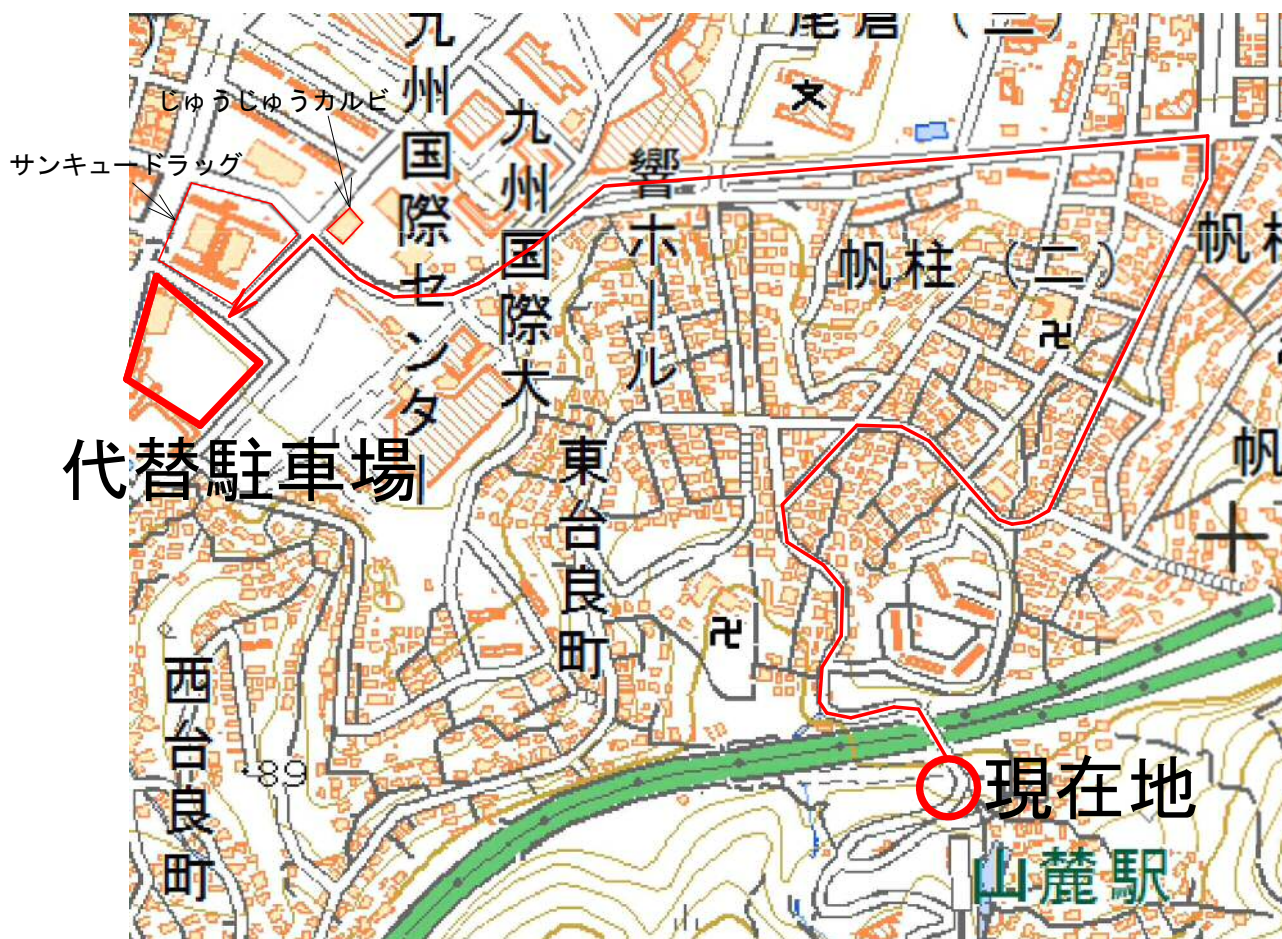 尾倉（三）
九州国際センター
じゅうじゅうカルビ
九州国際大
サンキュードラッグ
響ホール
帆柱（二）
帆柱
代替駐車場
東台良町
帆
西台良町
89
現在地
山麓駅